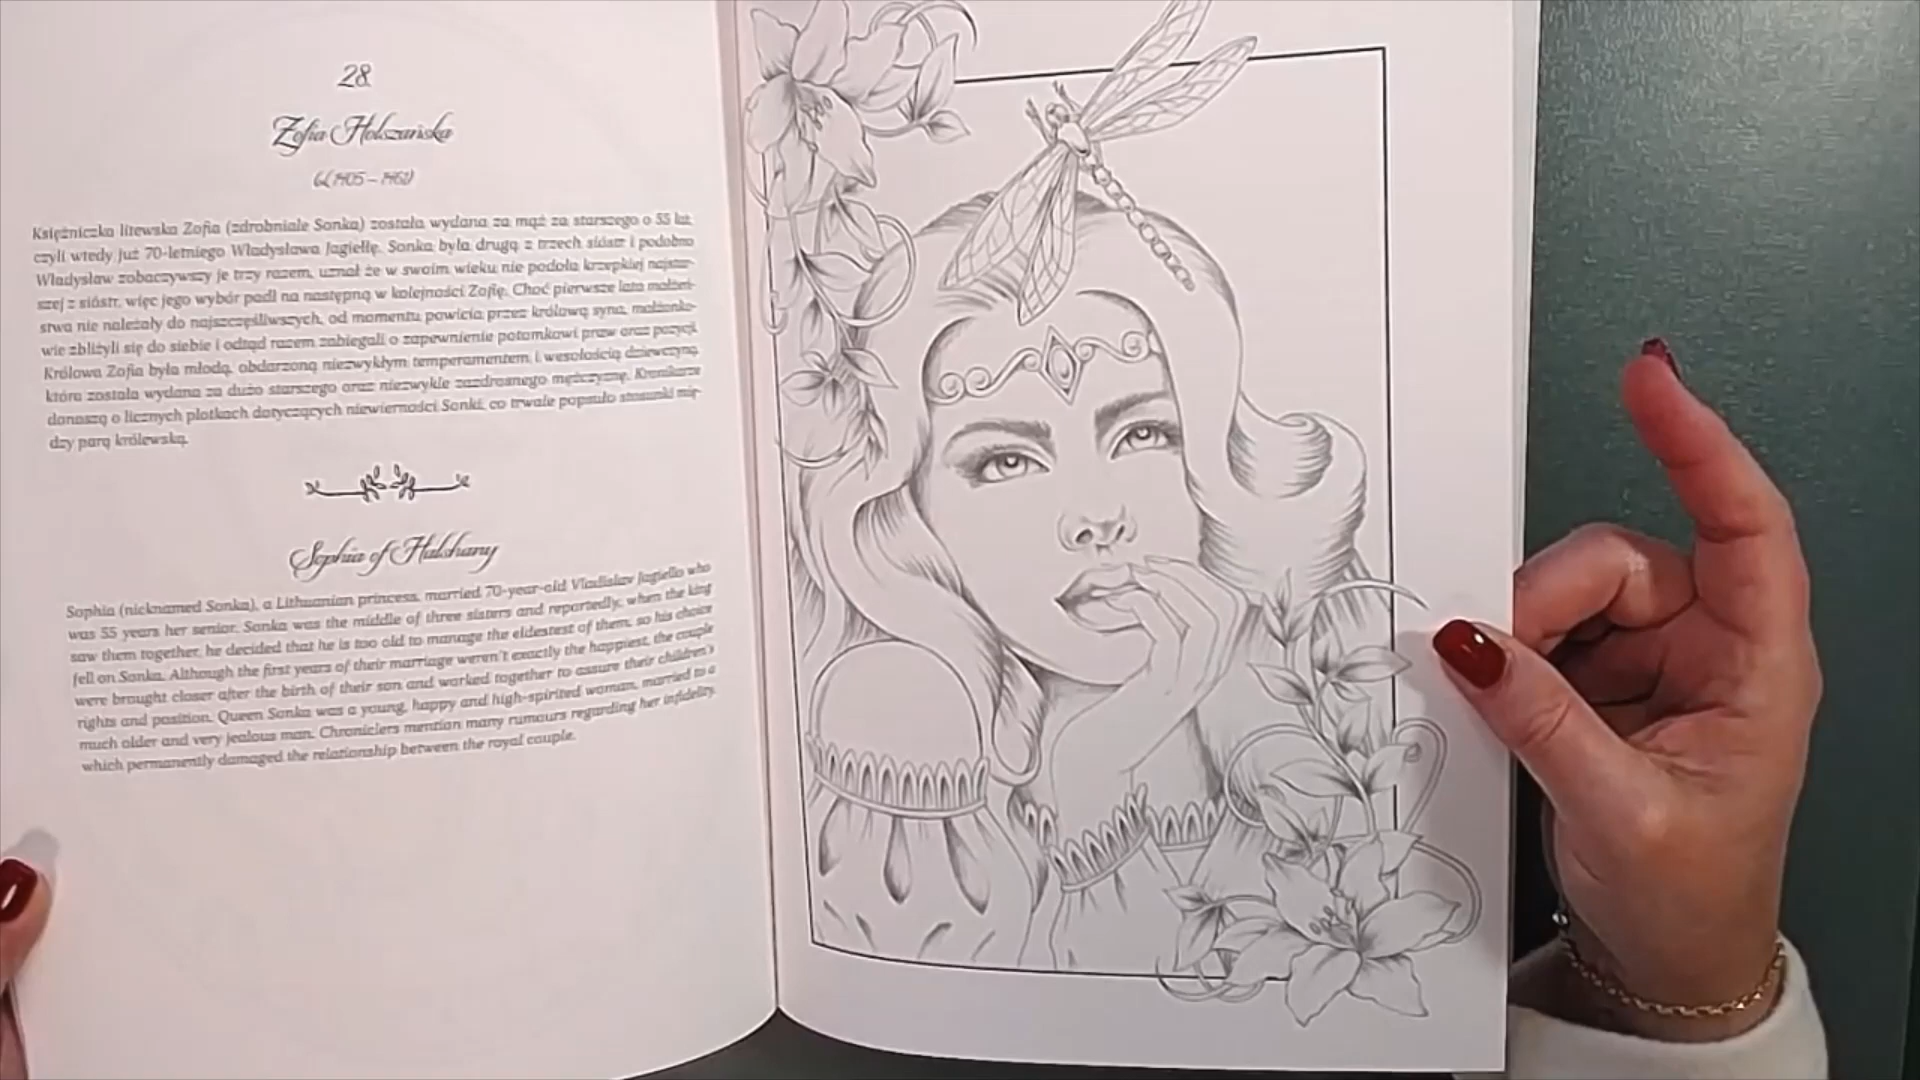 28
Zofia Holszańska
(1405 – 1461)
Księżniczka litewska Zofia (zdrobniale Sonka) została wydana za mąż za starszego o 55 lat,
czyli wtedy już 70-letniego Władysława Jagiełłę. Sonka była drugą z trzech sióstr i podobno
Władysław zobaczywszy je trzy razem, uznał że w swoim wieku nie podoła krzepkiej najstar-
szej z sióstr, więc jego wybór padł na następną w kolejności Zofię. Choć pierwsze lata małżeń-
stwa nie należały do najszczęśliwszych, od momentu powicia przez królową syna, małżonko-
wie zbliżyli się do siebie i odtąd razem zabiegali o zapewnienie potomkowi praw oraz pozycji.
Królowa Zofia była młodą, obdarzoną niezwykłym temperamentem i wesołością dziewczyną,
która została wydana za dużo starszego oraz niezwykle zazdrosnego mężczyznę. Kronikarze
donoszą o licznych plotkach dotyczących niewierności Sonki, co trwale popsuło stosunki mię-
dzy parą królewską.
Sophia of Halshany
Sophia (nicknamed Sonka), a Lithuanian princess, married 70-year-old Vladislav Jagiello who
was 55 years her senior. Sonka was the middle of three sisters and reportedly, when the king
saw them together, he decided that he is too old to manage the eldestest of them, so his choice
fell on Sonka. Although the first years of their marriage weren't exactly the happiest, the couple
were brought closer after the birth of their son and worked together to assure their children's
rights and position. Queen Sonka was a young, happy and high-spirited woman, married to a
much older and very jealous man. Chroniclers mention many rumours regarding her infidelity,
which permanently damaged the relationship between the royal couple.